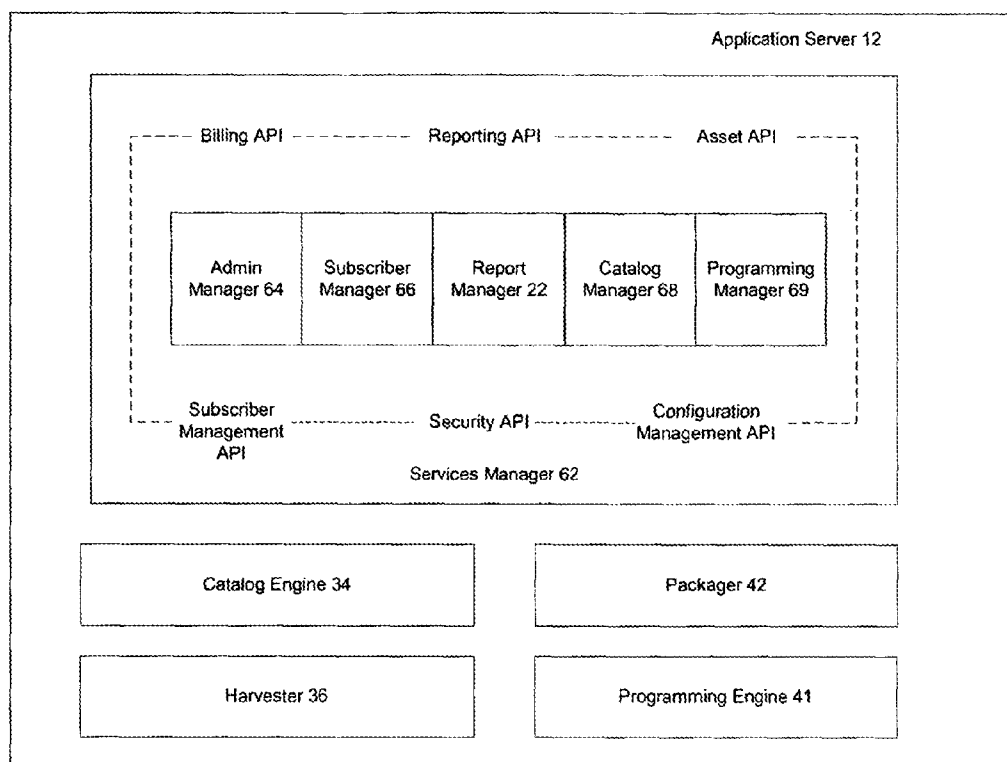 Application Server 12
Billing API
Reporting API
Asset API
Admin
Manager 64
Subscriber
Manager 66
Report
Manager 22
Catalog
Manager 68
Programming
Manager 69
Subscriber
Management
API
Security API
Configuration
Management API
Services Manager 62
Catalog Engine 34
Packager 42
Harvester 36
Programming Engine 41